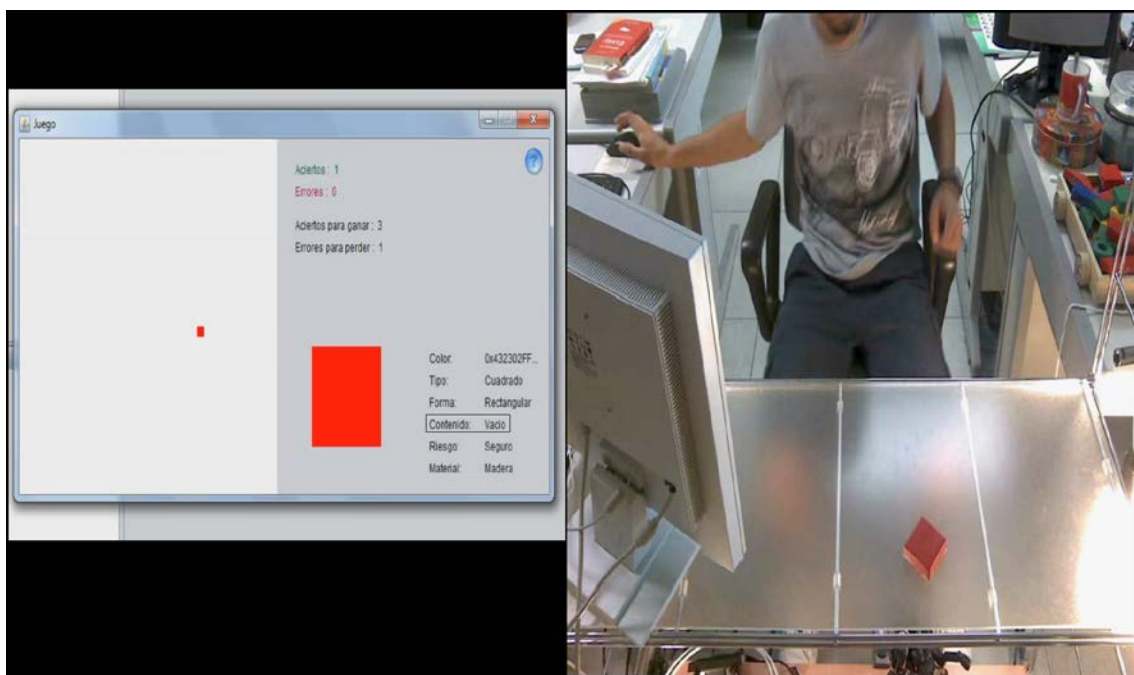 Juego
Aciertos : 1
Errores : 0
Aciertos para ganar : 3
Errores para perder : 1
Color: 0x432302FF...
Tipo: Cuadrado
Forma: Rectangular
Contenido: Vacio
Riesgo: Seguro
Material: Madera
?